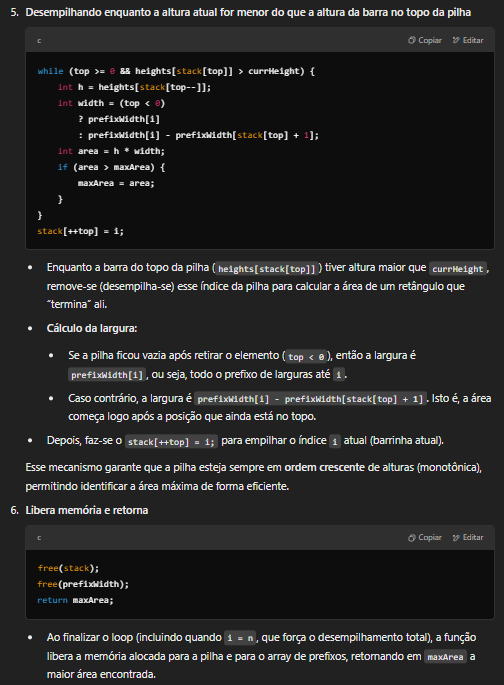 5. Desempilhando enquanto a altura atual for menor do que a altura da barra no topo da pilha
c Copiar Editar
while (top >= 0 && heights[stack[top]] > currHeight) {
    int h = heights[stack[top--]];
    int width = (top < 0)
        ? prefixWidth[i]
        : prefixWidth[i] - prefixWidth[stack[top] + 1];
    int area = h * width;
    if (area > maxArea) {
        maxArea = area;
    }
}
stack[++top] = i;
• Enquanto a barra do topo da pilha ( heights[stack[top]] ) tiver altura maior que currHeight ,
remove-se (desempilha-se) esse índice da pilha para calcular a área de um retângulo que
“termina” ali.
• Cálculo da largura:
• Se a pilha ficou vazia após retirar o elemento ( top < 0 ), então a largura é
prefixWidth[i] , ou seja, todo o prefixo de larguras até i .
• Caso contrário, a largura é prefixWidth[i] - prefixWidth[stack[top] + 1] . Isto é, a área
começa logo após a posição que ainda está no topo.
• Depois, faz-se o stack[++top] = i; para empilhar o índice i atual (barrinha atual).
Esse mecanismo garante que a pilha esteja sempre em ordem crescente de alturas (monotônica),
permitindo identificar a área máxima de forma eficiente.
6. Libera memória e retorna
c Copiar Editar
free(stack);
free(prefixWidth);
return maxArea;
• Ao finalizar o loop (incluindo quando i = n , que força o desempilhamento total), a função
libera a memória alocada para a pilha e para o array de prefixos, retornando em maxArea a
maior área encontrada.